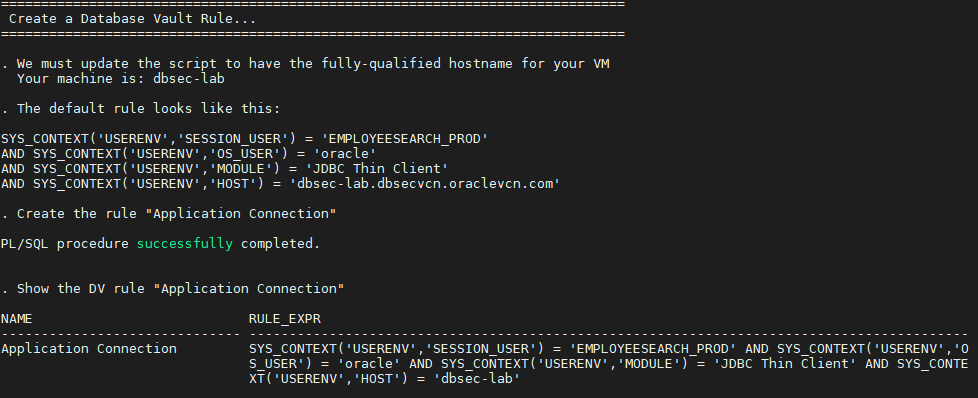 ==============================================================================
Create a Database Vault Rule...
==============================================================================
. We must update the script to have the fully-qualified hostname for your VM
Your machine is: dbsec-lab
. The default rule looks like this:
SYS_CONTEXT('USERENV','SESSION_USER') = 'EMPLOYEESEARCH_PROD'
AND SYS_CONTEXT('USERENV','OS_USER') = 'oracle'
AND SYS_CONTEXT('USERENV','MODULE') = 'JDBC Thin Client'
AND SYS_CONTEXT('USERENV','HOST') = 'dbsec-lab.dbsecvcn.oraclevcn.com'
. Create the rule "Application Connection"
PL/SQL procedure successfully completed.
. Show the DV rule "Application Connection"
NAME                           RULE_EXPR
------------------------------ ------------------------------------------------------------------------------------------
Application Connection         SYS_CONTEXT('USERENV','SESSION_USER') = 'EMPLOYEESEARCH_PROD' AND SYS_CONTEXT('USERENV','O
S_USER') = 'oracle' AND SYS_CONTEXT('USERENV','MODULE') = 'JDBC Thin Client' AND SYS_CONTE
XT('USERENV','HOST') = 'dbsec-lab'